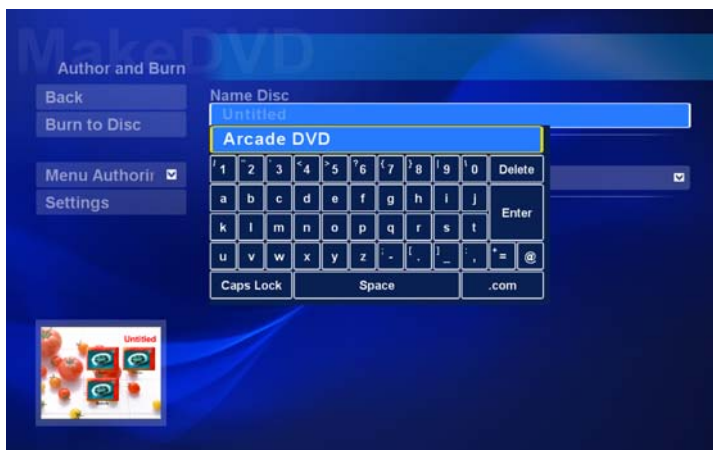 MakeDVD
Author and Burn
Back
Burn to Disc
Menu Authorin
Settings
Name Disc
Untitled
Arcade DVD
! 1 " 2 ` 3 < 4 > 5 ? 6 { 7 } 8 | 9 \ 0 Delete
a b c d e f g h i j
Enter
k l m n o p q r s t
u v w x y z ; - [ . ] _ : , + = @
Caps Lock Space .com
Untitled